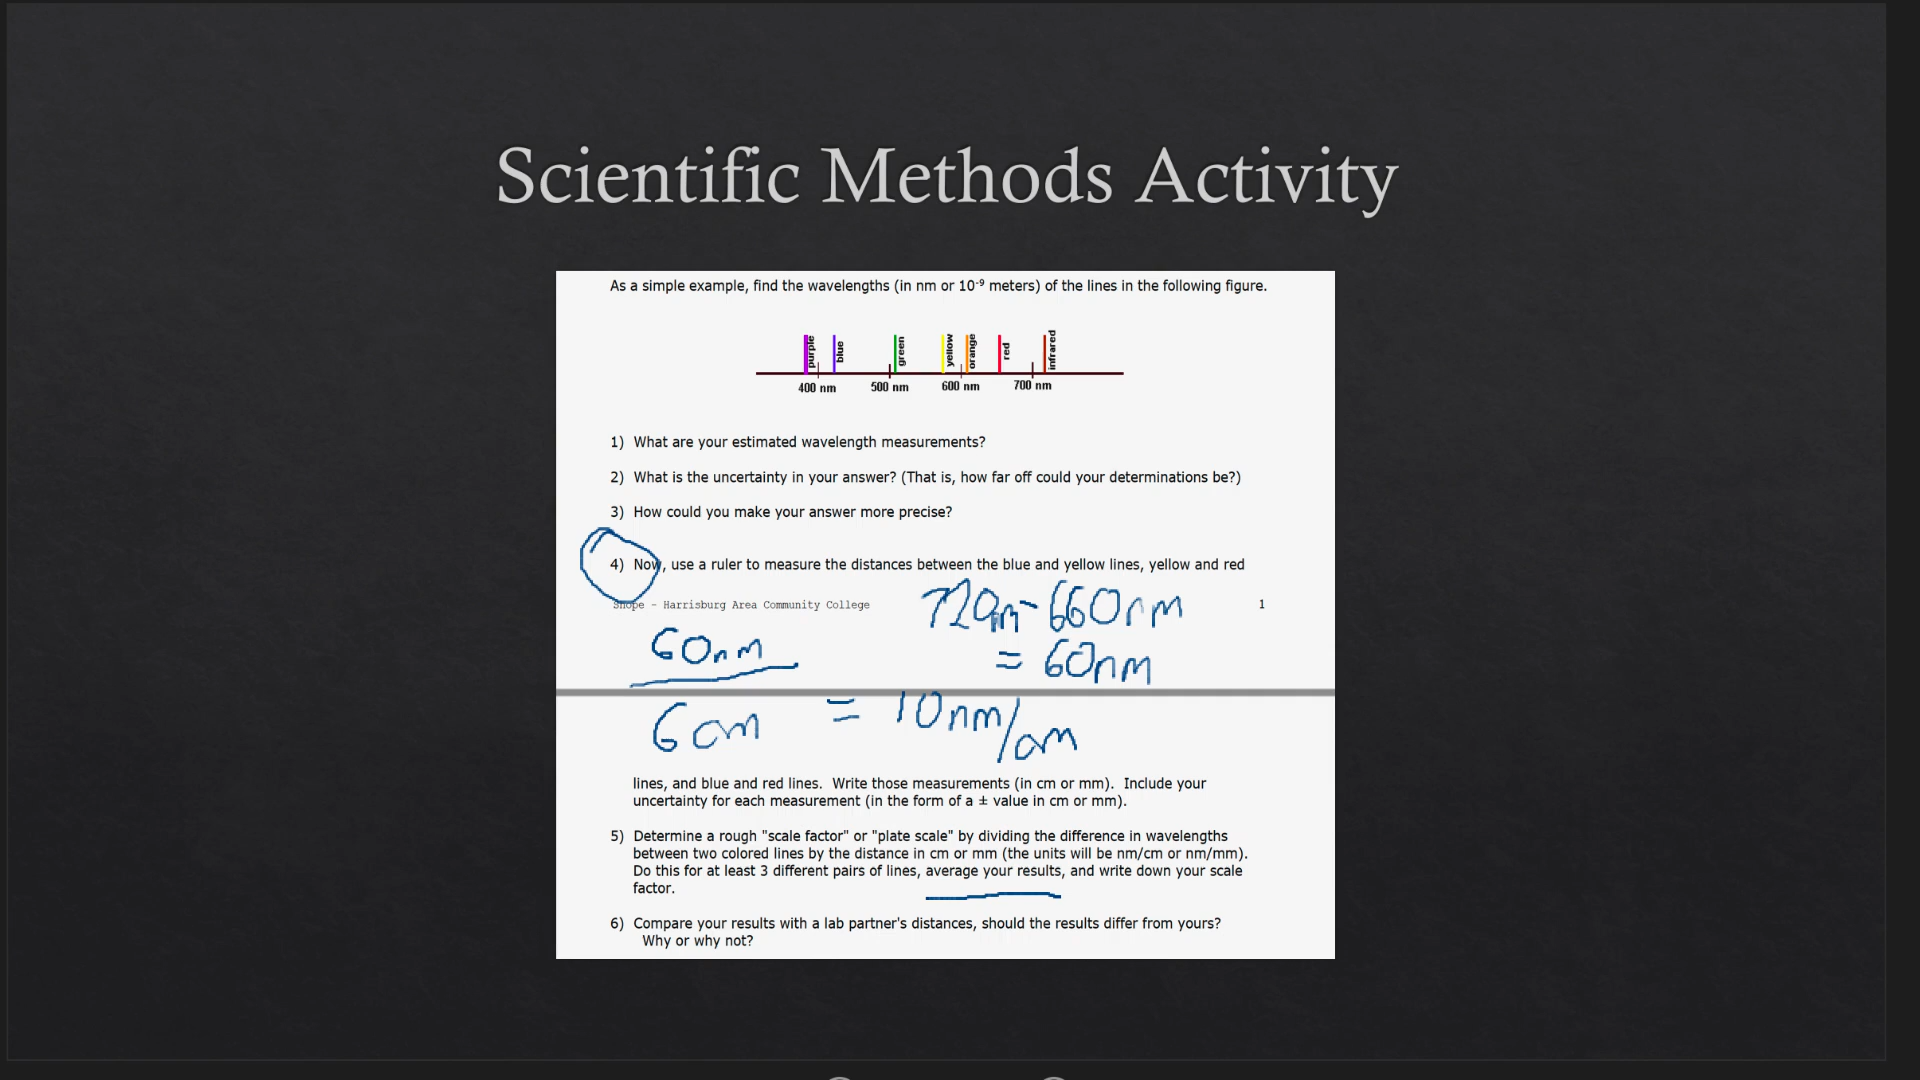 Scientific Methods Activity
As a simple example, find the wavelengths (in nm or 10⁻⁹ meters) of the lines in the following figure.
purple blue green yellow orange red infrared
400 nm 500 nm 600 nm 700 nm
1) What are your estimated wavelength measurements?
2) What is the uncertainty in your answer? (That is, how far off could your determinations be?)
3) How could you make your answer more precise?
4) Now, use a ruler to measure the distances between the blue and yellow lines, yellow and red
Shope - Harrisburg Area Community College 1
720nm - 660nm
= 60nm
60nm
6 cm = 10nm/cm
lines, and blue and red lines. Write those measurements (in cm or mm). Include your
uncertainty for each measurement (in the form of a ± value in cm or mm).
5) Determine a rough "scale factor" or "plate scale" by dividing the difference in wavelengths
between two colored lines by the distance in cm or mm (the units will be nm/cm or nm/mm).
Do this for at least 3 different pairs of lines, average your results, and write down your scale
factor.
6) Compare your results with a lab partner's distances, should the results differ from yours?
Why or why not?